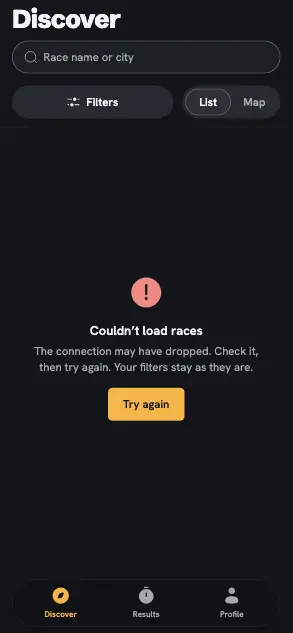 Discover
Race name or city
Filters
List
Map
!
Couldn’t load races
The connection may have dropped. Check it,
then try again. Your filters stay as they are.
Try again
Discover
Results
Profile